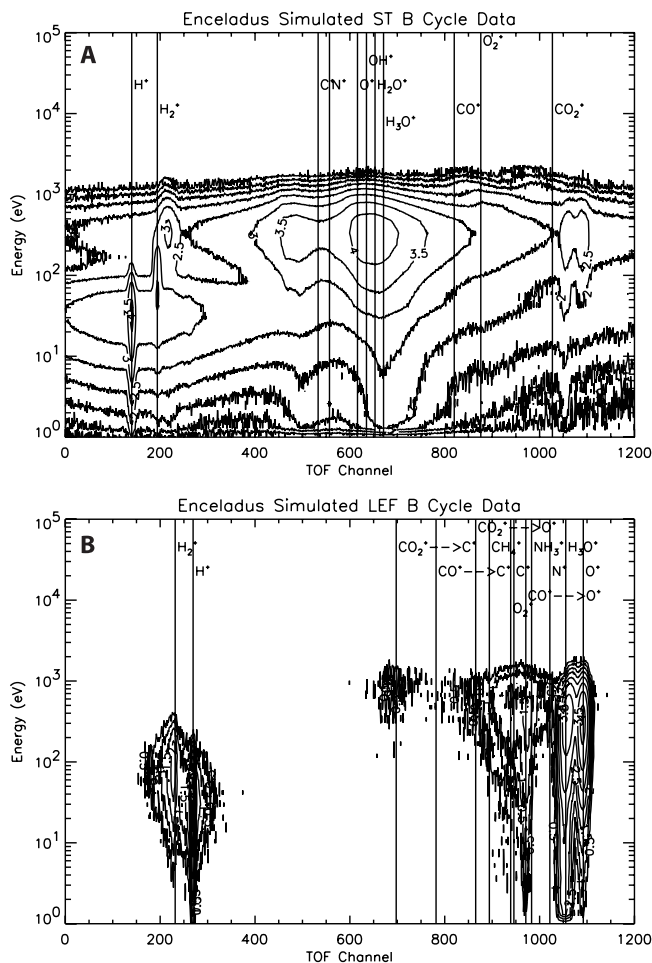 Enceladus Simulated ST B Cycle Data
A
10⁵
10⁴
10³
10²
10¹
10⁰
Energy (eV)
O₂⁺
OH⁺
H⁺
C⁺
N⁺
O⁺
H₂O⁺
H₂⁺
CO⁺
CO₂⁺
H₃O⁺
3.5
3.5
4
2.5
2.5
3.5
2
2
0 200 400 600 800 1000 1200
TOF Channel
Enceladus Simulated LEF B Cycle Data
B
10⁵
10⁴
10³
10²
10¹
10⁰
Energy (eV)
CO₂⁺-->O⁺
H₂⁺
CO₂⁺-->C⁺
CH₄⁺
NH₃⁺
H₃O⁺
H⁺
CO⁺-->C⁺
C⁺
N⁺
O⁺
CO⁺-->O⁺
O₂⁻
0.5
0 200 400 600 800 1000 1200
TOF Channel